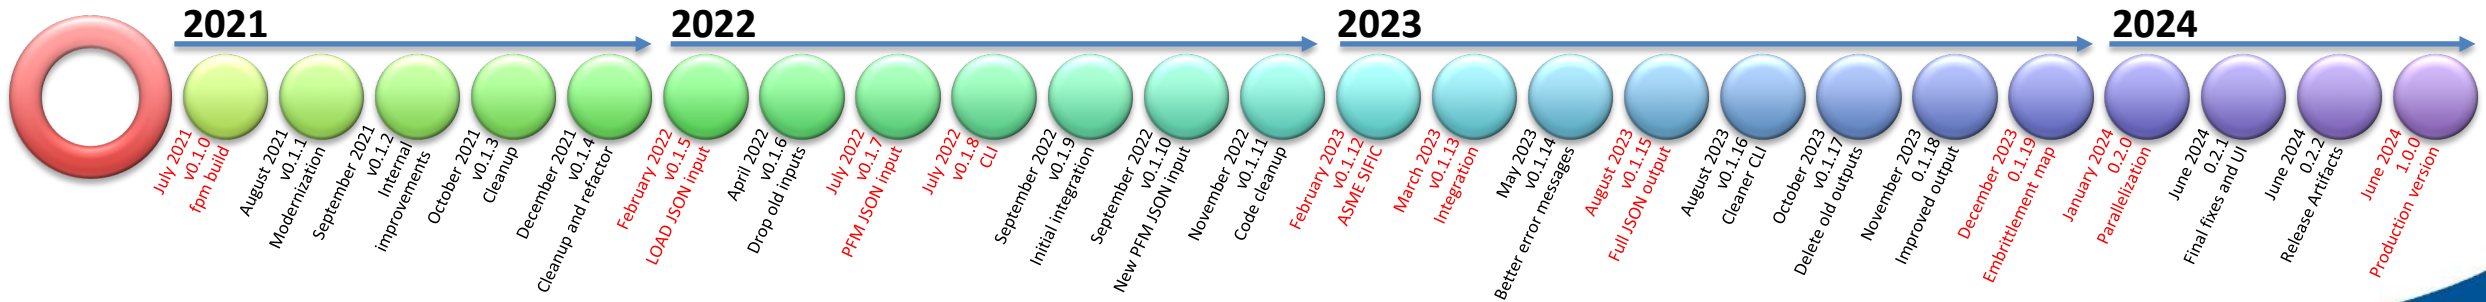 2021
2022
2023
2024
July 2021
v0.1.0
fpm build
August 2021
v0.1.1
Modernization
September 2021
v0.1.2
Internal
improvements
October 2021
v0.1.3
Cleanup
December 2021
v0.1.4
Cleanup and refactor
February 2022
v0.1.5
LOAD JSON input
April 2022
v0.1.6
Drop old inputs
July 2022
v0.1.7
PFM JSON input
July 2022
v0.1.8
CLI
September 2022
v0.1.9
Initial integration
September 2022
v0.1.10
New PFM JSON input
November 2022
v0.1.11
Code cleanup
February 2023
v0.1.12
ASME SIFIC
March 2023
v0.1.13
Integration
May 2023
v0.1.14
Better error messages
August 2023
v0.1.15
Full JSON output
August 2023
v0.1.16
Cleaner CLI
October 2023
v0.1.17
Delete old outputs
November 2023
0.1.18
Improved output
December 2023
0.1.19
Embrittlement map
January 2024
0.2.0
Parallelization
June 2024
0.2.1
Final fixes and UI
June 2024
0.2.2
Release Artifacts
June 2024
1.0.0
Production version